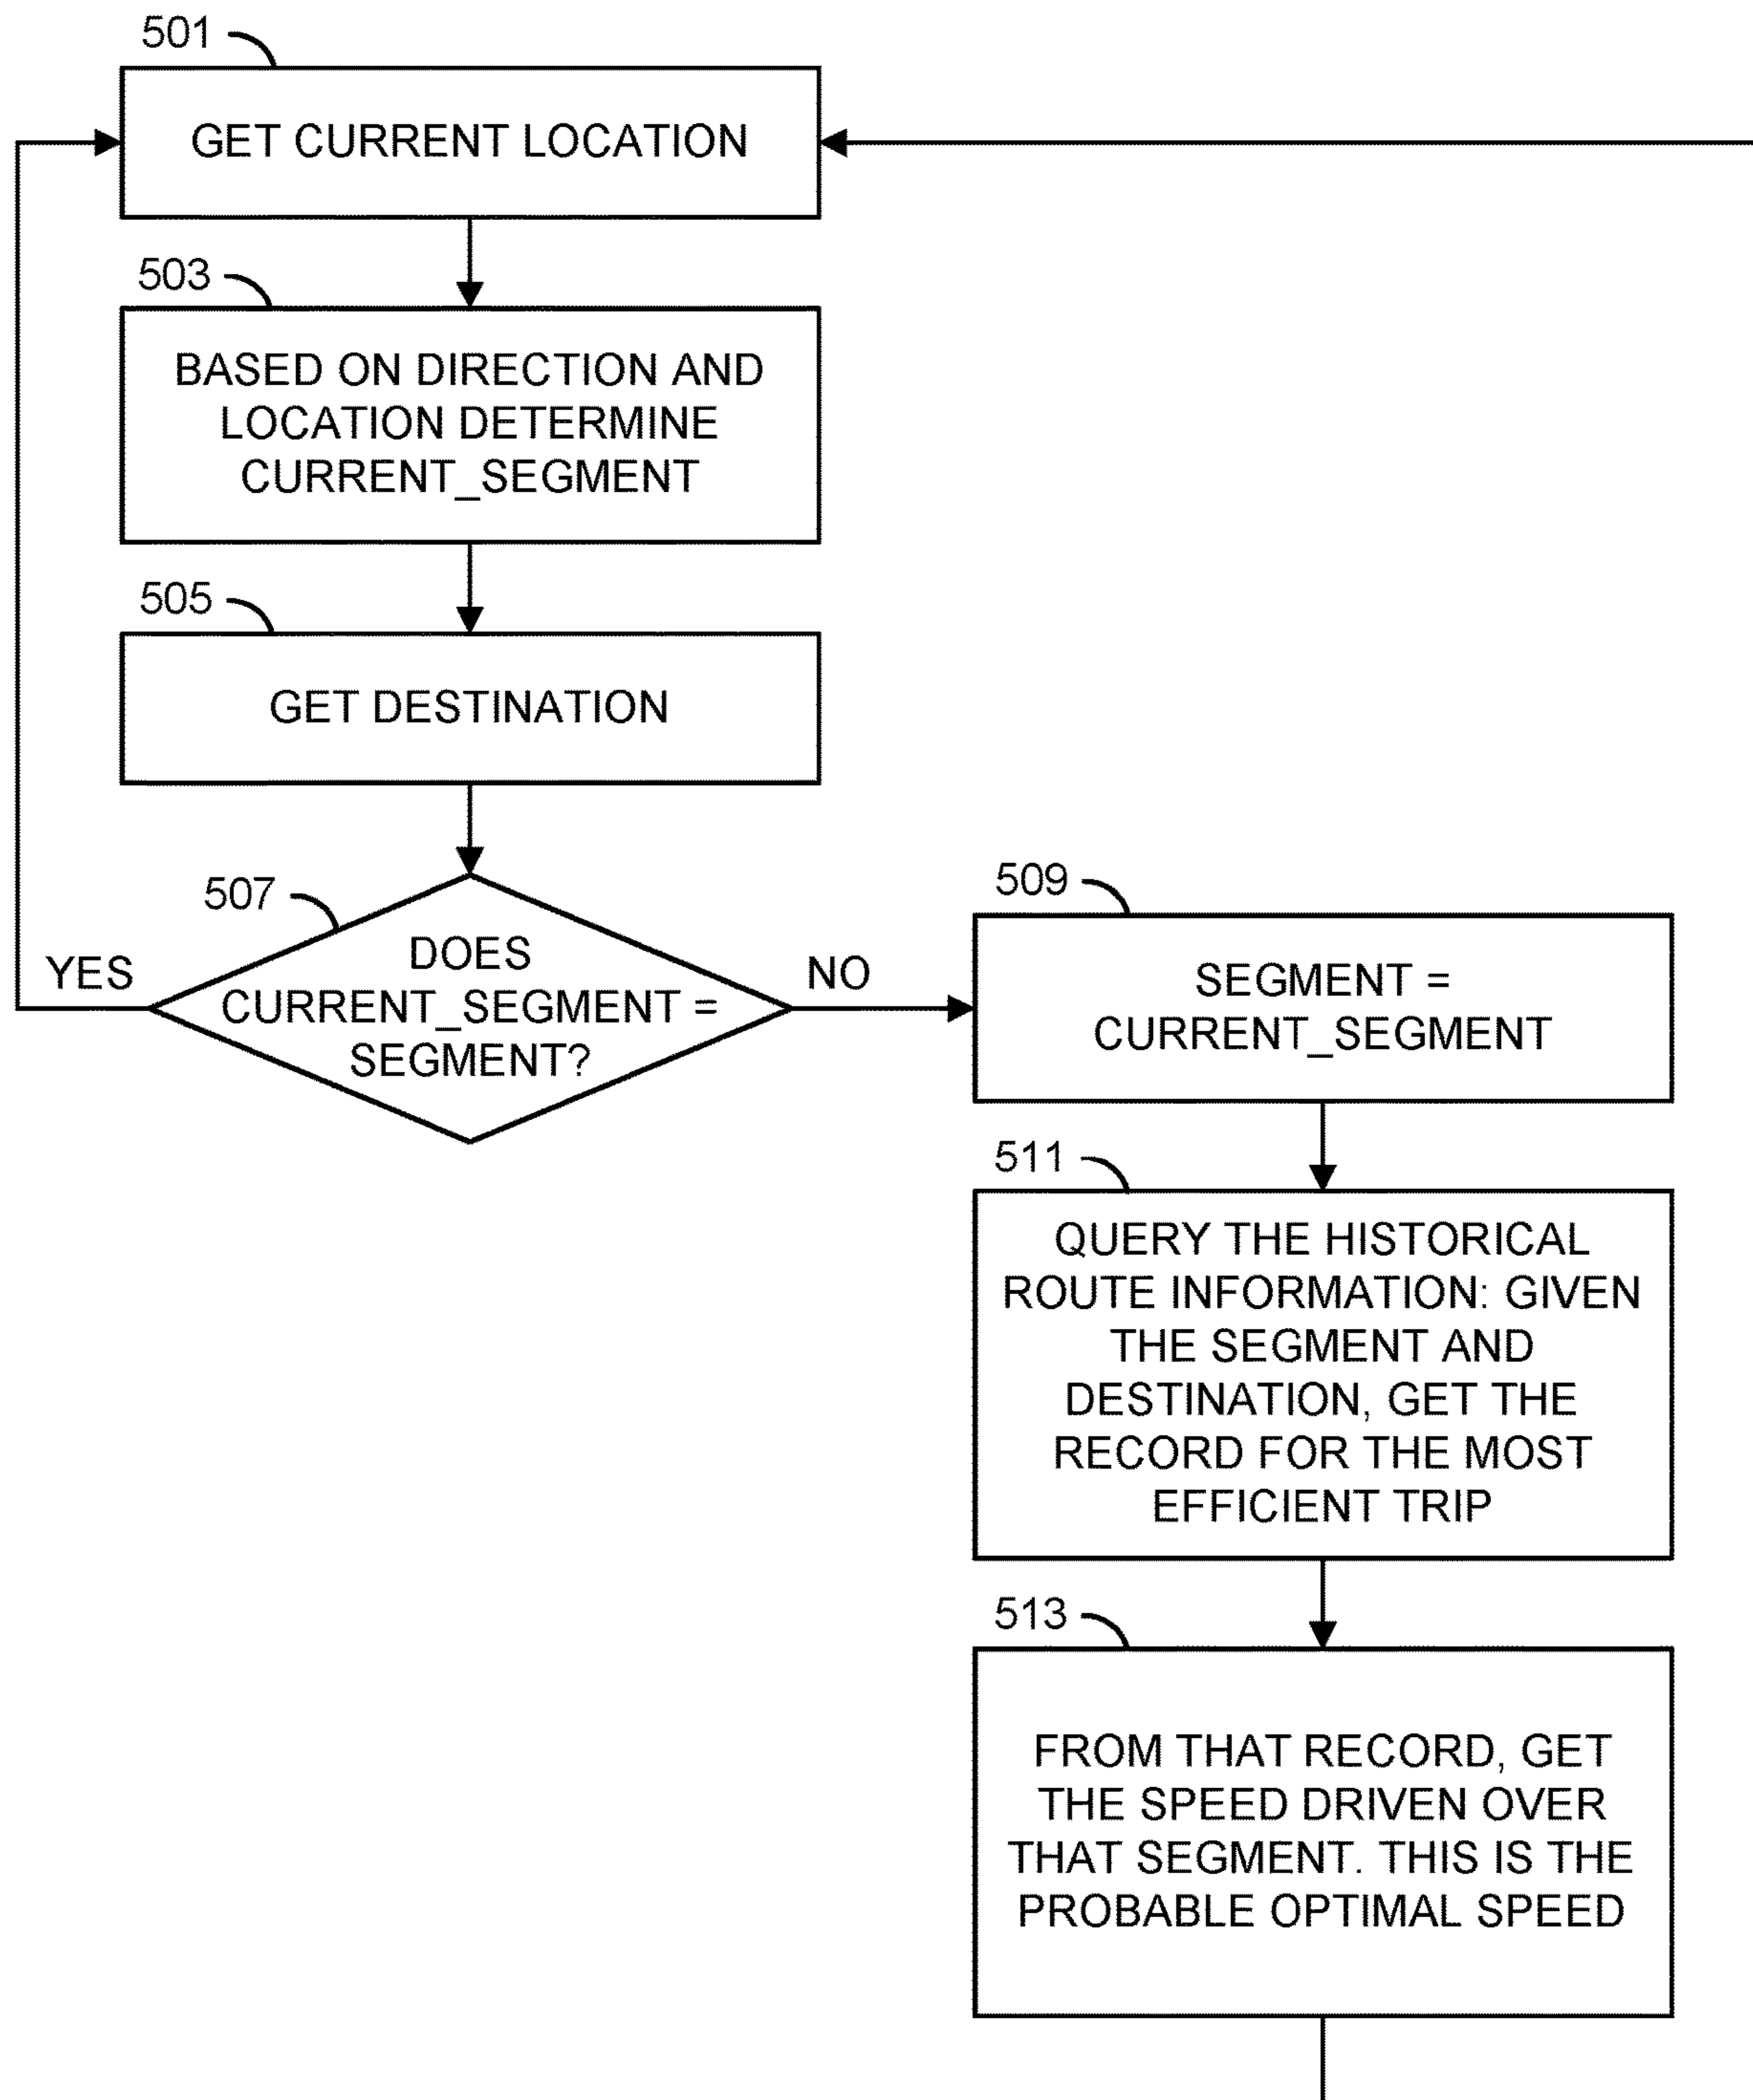 501
GET CURRENT LOCATION
503
BASED ON DIRECTION AND
LOCATION DETERMINE
CURRENT_SEGMENT
505
GET DESTINATION
507
DOES
CURRENT_SEGMENT =
SEGMENT?
YES
NO
509
SEGMENT =
CURRENT_SEGMENT
511
QUERY THE HISTORICAL
ROUTE INFORMATION: GIVEN
THE SEGMENT AND
DESTINATION, GET THE
RECORD FOR THE MOST
EFFICIENT TRIP
513
FROM THAT RECORD, GET
THE SPEED DRIVEN OVER
THAT SEGMENT. THIS IS THE
PROBABLE OPTIMAL SPEED